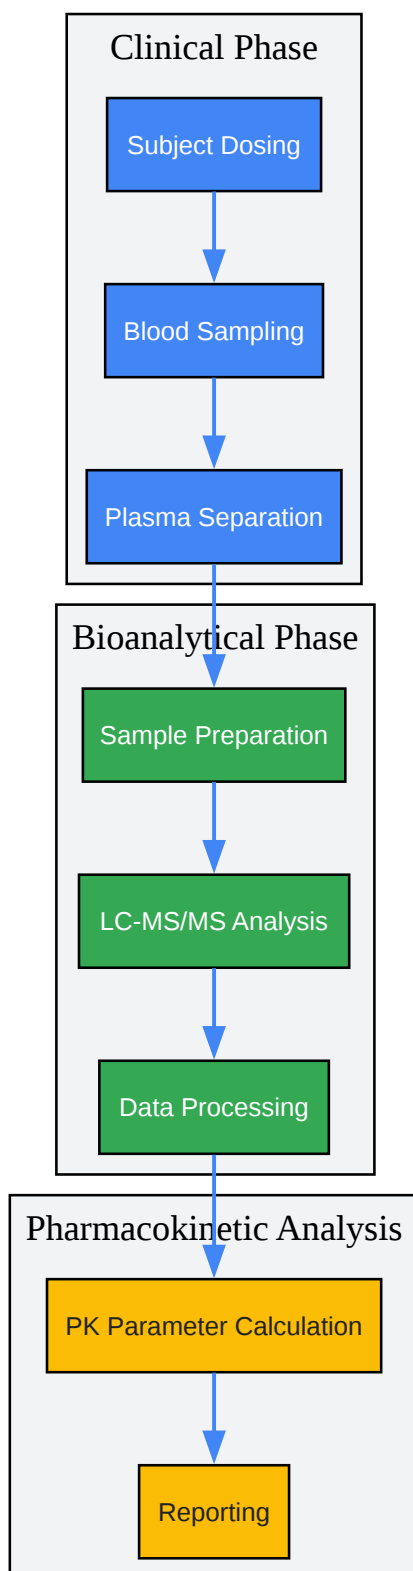 Clinical Phase
Subject Dosing
Blood Sampling
Plasma Separation
Bioanalytical Phase
Sample Preparation
LC-MS/MS Analysis
Data Processing
Pharmacokinetic Analysis
PK Parameter Calculation
Reporting